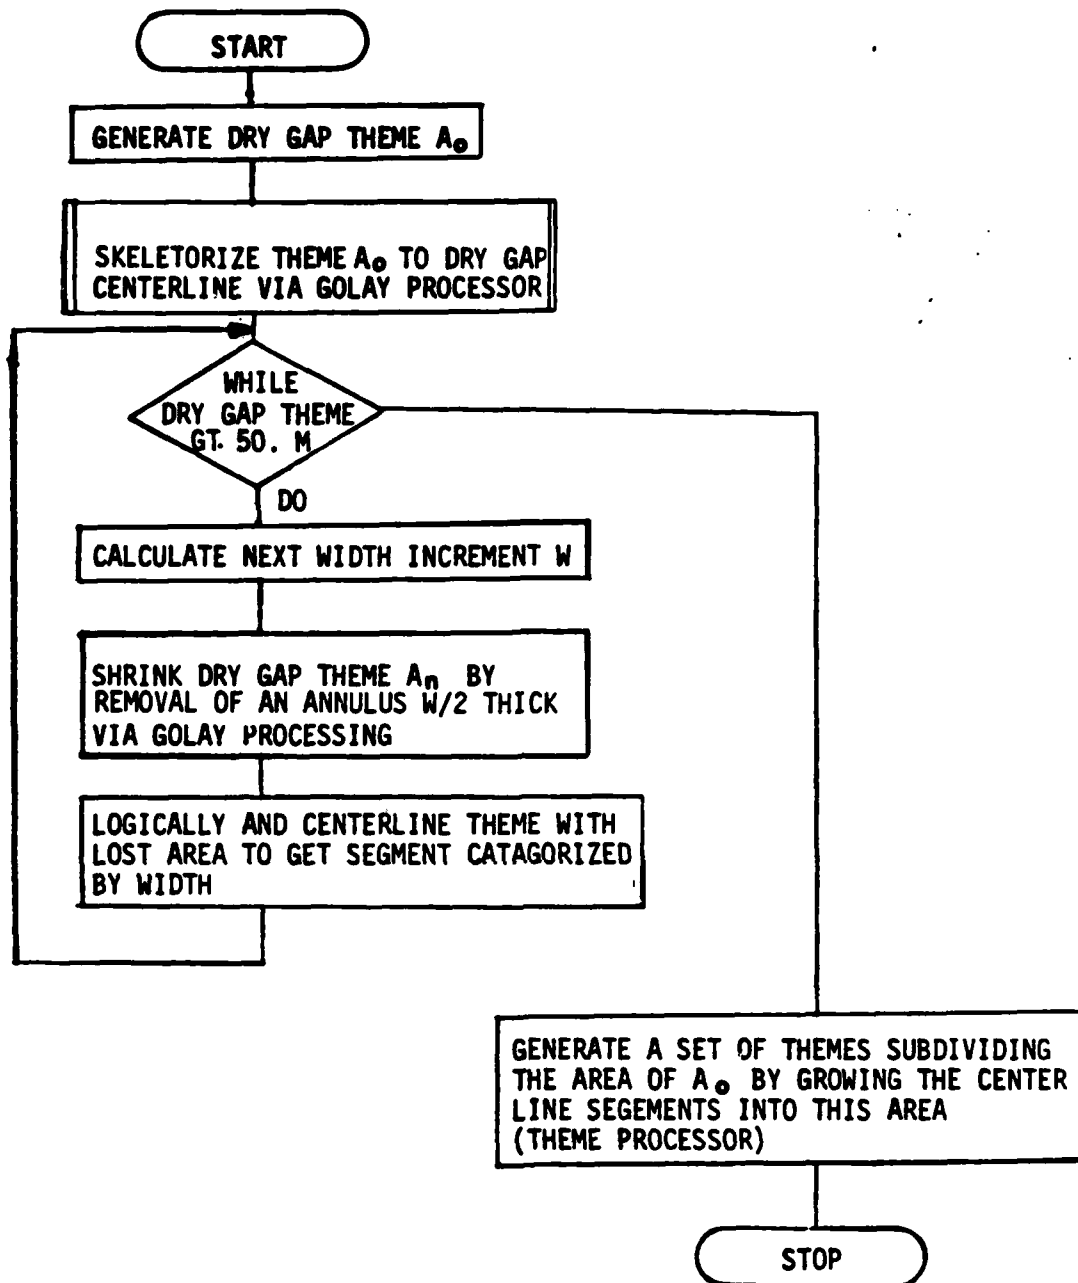 START
GENERATE DRY GAP THEME Ao
SKELETORIZE THEME Ao TO DRY GAP
CENTERLINE VIA GOLAY PROCESSOR
WHILE
DRY GAP THEME
GT. 50. M
DO
CALCULATE NEXT WIDTH INCREMENT W
SHRINK DRY GAP THEME An BY
REMOVAL OF AN ANNULUS W/2 THICK
VIA GOLAY PROCESSING
LOGICALLY AND CENTERLINE THEME WITH
LOST AREA TO GET SEGMENT CATAGORIZED
BY WIDTH
GENERATE A SET OF THEMES SUBDIVIDING
THE AREA OF Ao BY GROWING THE CENTER
LINE SEGEMENTS INTO THIS AREA
(THEME PROCESSOR)
STOP